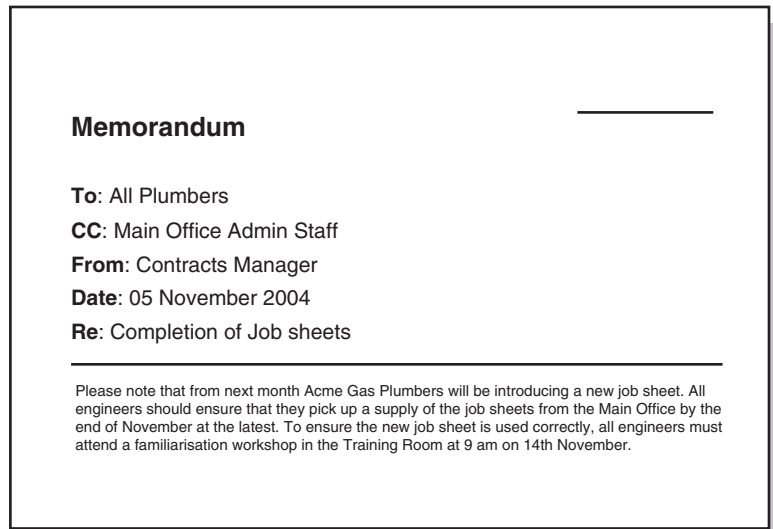 Memorandum
To: All Plumbers
CC: Main Office Admin Staff
From: Contracts Manager
Date: 05 November 2004
Re: Completion of Job sheets
Please note that from next month Acme Gas Plumbers will be introducing a new job sheet. All
engineers should ensure that they pick up a supply of the job sheets from the Main Office by the
end of November at the latest. To ensure the new job sheet is used correctly, all engineers must
attend a familiarisation workshop in the Training Room at 9 am on 14th November.